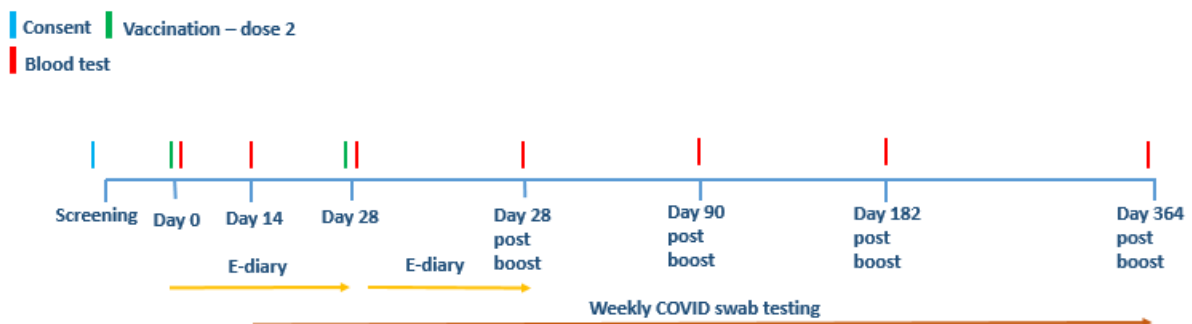 Consent
Vaccination – dose 2
Blood test
Screening
Day 0
Day 14
Day 28
Day 28
post
boost
Day 90
post
boost
Day 182
post
boost
Day 364
post
boost
E-diary
E-diary
Weekly COVID swab testing